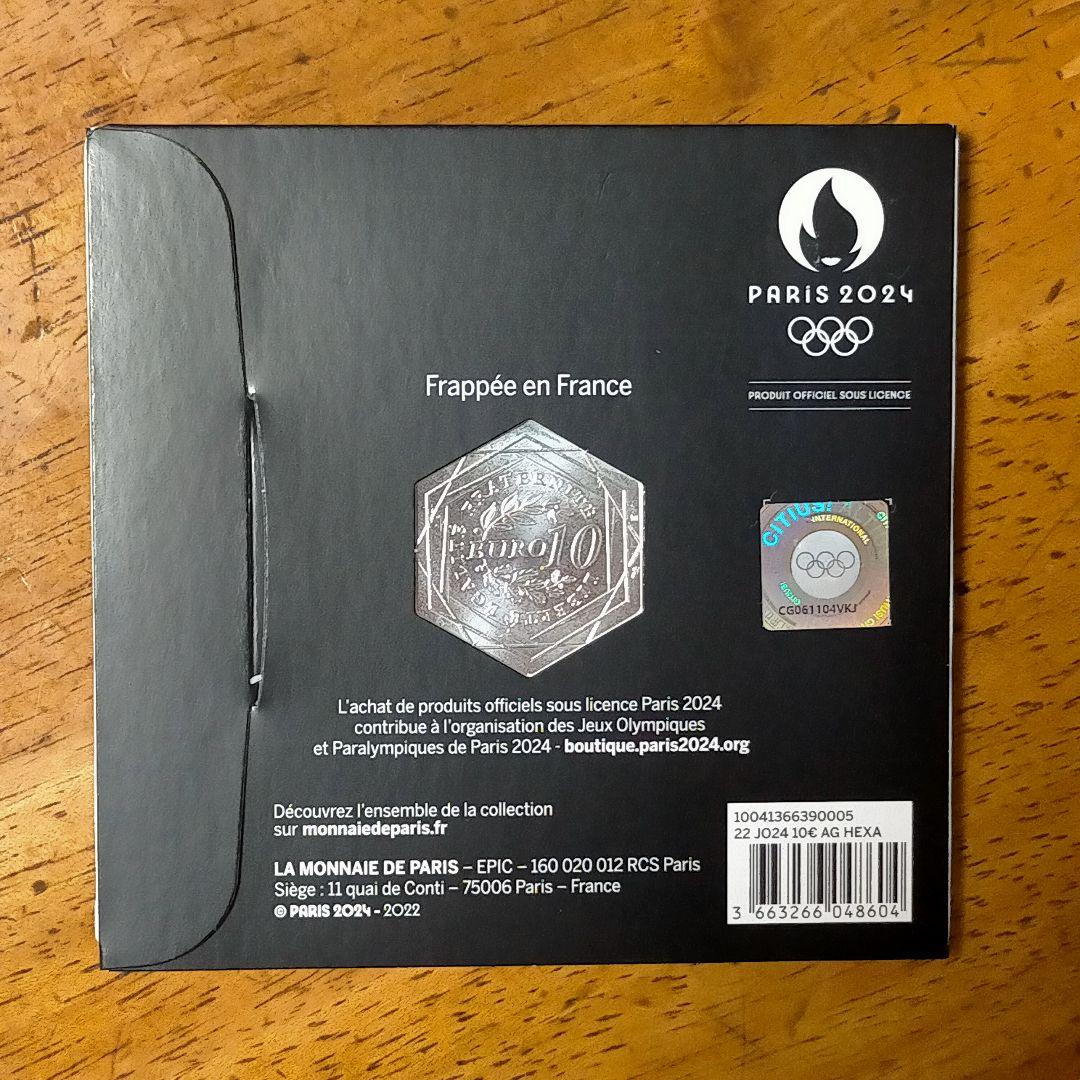 PARIS 2024
PRODUIT OFFICIEL SOUS LICENCE
Frappée en France
FRATERNITE
EURO 10
LIBERTE
EGALITE
CITIUS!
INTERNATIONAL
CG061104VKJ
L'achat de produits officiels sous licence Paris 2024
contribue à l'organisation des Jeux Olympiques
et Paralympiques de Paris 2024 - boutique.paris2024.org
Découvrez l'ensemble de la collection
sur monnaiedeparis.fr
LA MONNAIE DE PARIS – EPIC – 160 020 012 RCS Paris
Siège : 11 quai de Conti – 75006 Paris – France
© PARIS 2024 - 2022
10041366390005
22 JO24 10€ AG HEXA
3 663266 048604